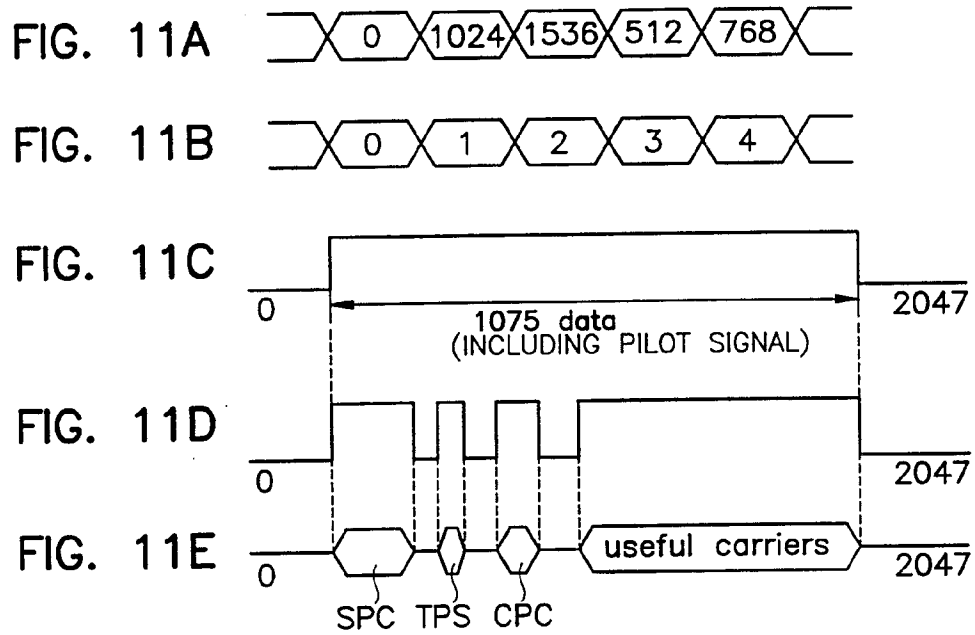 FIG. 11A 0 1024 1536 512 768
FIG. 11B 0 1 2 3 4
FIG. 11C 0 2047
1075 data
(INCLUDING PILOT SIGNAL)
FIG. 11D 0 2047
FIG. 11E 0 useful carriers 2047
SPC TPS CPC